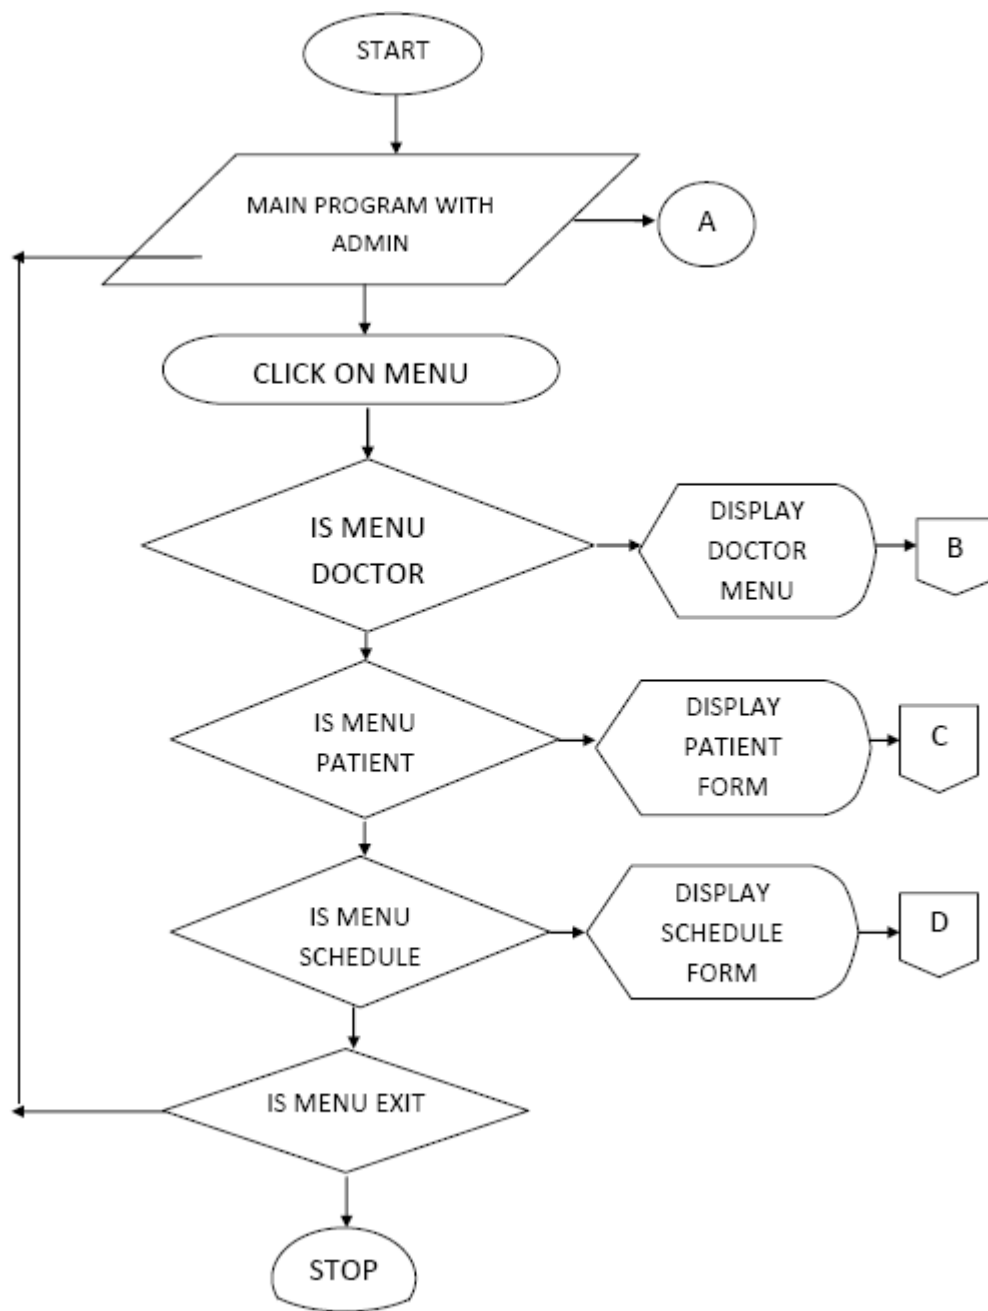 START
MAIN PROGRAM WITH
ADMIN
A
CLICK ON MENU
IS MENU
DOCTOR
DISPLAY
DOCTOR
MENU
B
IS MENU
PATIENT
DISPLAY
PATIENT
FORM
C
IS MENU
SCHEDULE
DISPLAY
SCHEDULE
FORM
D
IS MENU EXIT
STOP